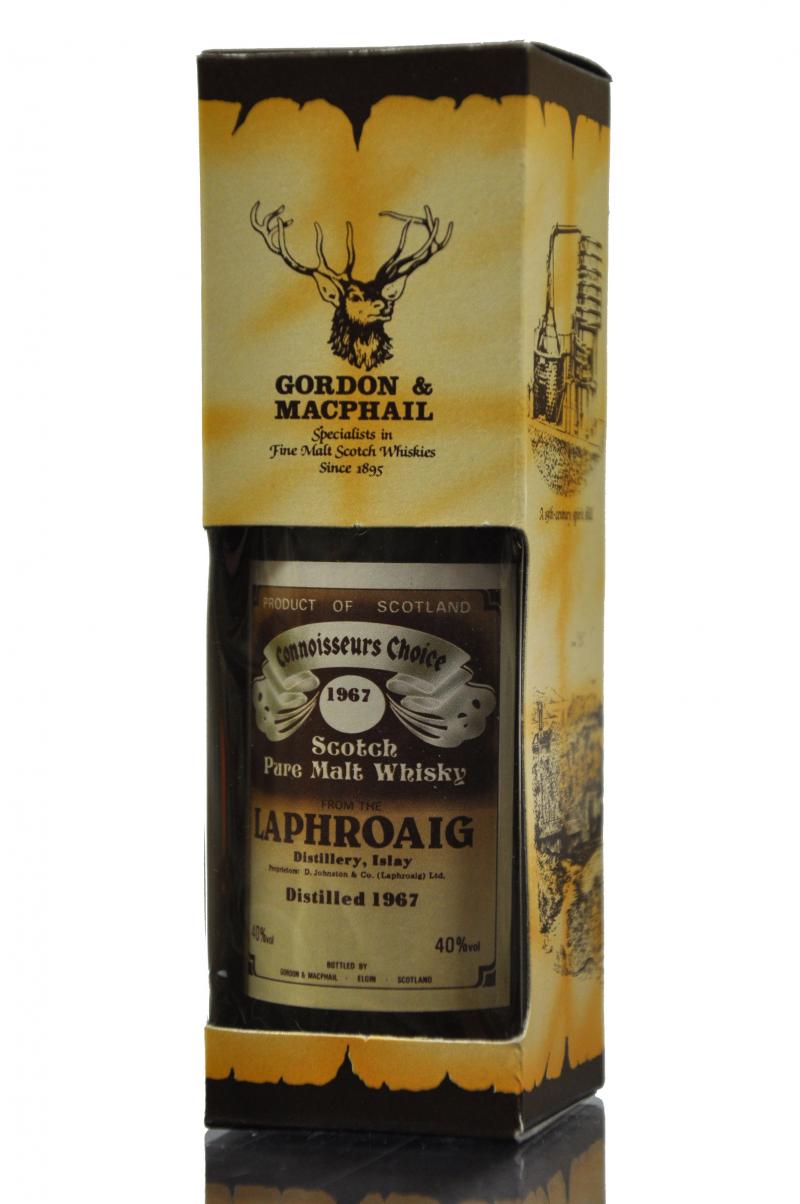 GORDON &
MACPHAIL
Specialists in
Fine Malt Scotch Whiskies
Since 1895
PRODUCT OF SCOTLAND
Connoisseurs Choice
1967
Scotch
Pure Malt Whisky
FROM THE
LAPHROAIG
Distillery, Islay
Proprietors: D. Johnston & Co. (Laphroaig) Ltd.
Distilled 1967
40%vol
40%vol
BOTTLED BY
GORDON & MACPHAIL · ELGIN · SCOTLAND
A 19th-century